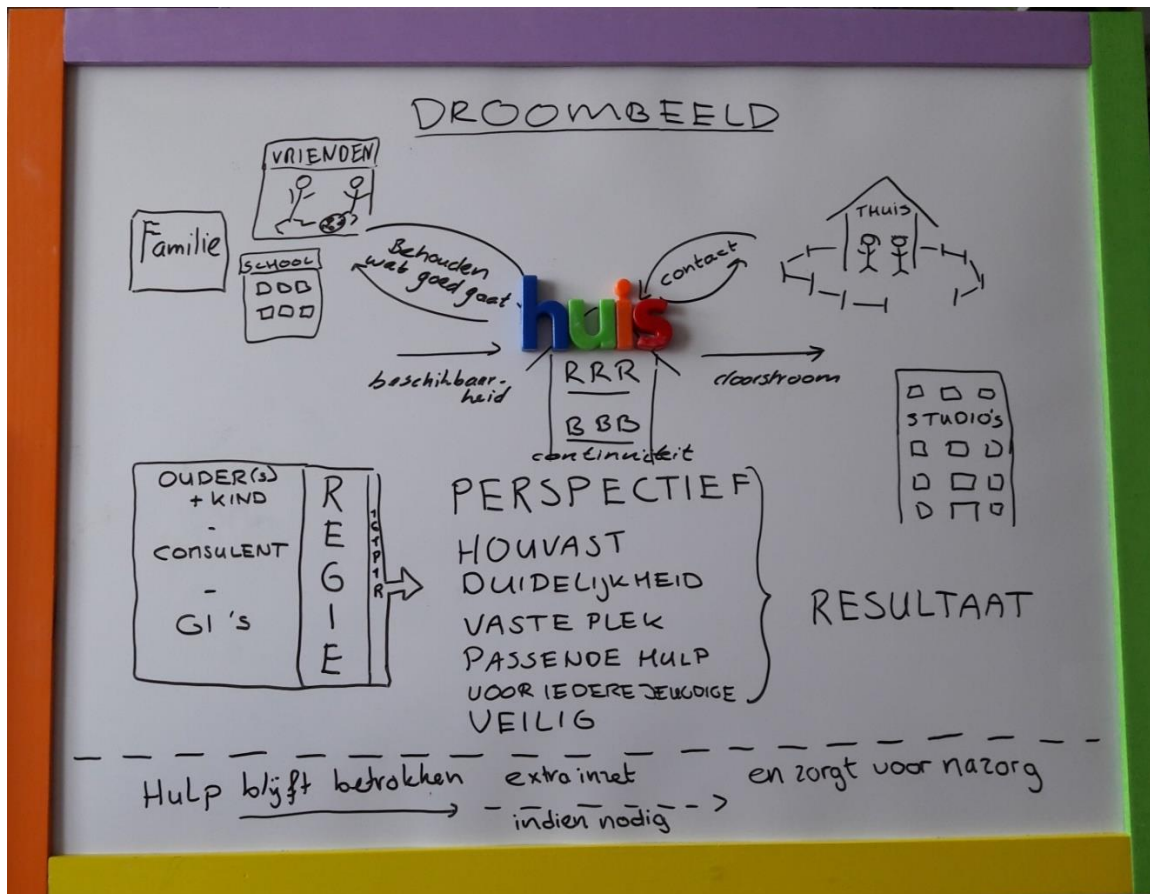 DROOMBEELD
VRIENDEN
Familie
SCHOOL
Behouden
wat goed gaat
contact
THUIS
huis
beschikbaar-
heid
RRR
BBB
continuiteit
doorstroom
STUDIO's
OUDER(S)
+ KIND
-
CONSULENT
-
GI's
REGIE
PERSPECTIEF
HOUVAST
DUIDELIJKHEID
VASTE PLEK
PASSENDE HULP
VOOR IEDERE JEUGDIGE
VEILIG
RESULTAAT
Hulp blijft betrokken
extra inzet
indien nodig
en zorgt voor nazorg